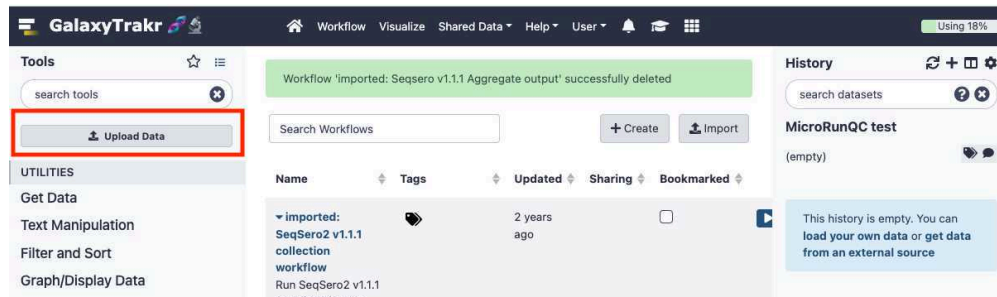 GalaxyTrakr
Workflow Visualize Shared Data Help User
Using 18%
Tools
search tools
Upload Data
UTILITIES
Get Data
Text Manipulation
Filter and Sort
Graph/Display Data
Workflow 'imported: Seqsero v1.1.1 Aggregate output' successfully deleted
Search Workflows
+ Create
Import
Name Tags Updated Sharing Bookmarked
imported:
SeqSero2 v1.1.1
collection
workflow
Run SeqSero2 v1.1.1
2 years
ago
History
search datasets
MicroRunQC test
(empty)
This history is empty. You can
load your own data or get data
from an external source